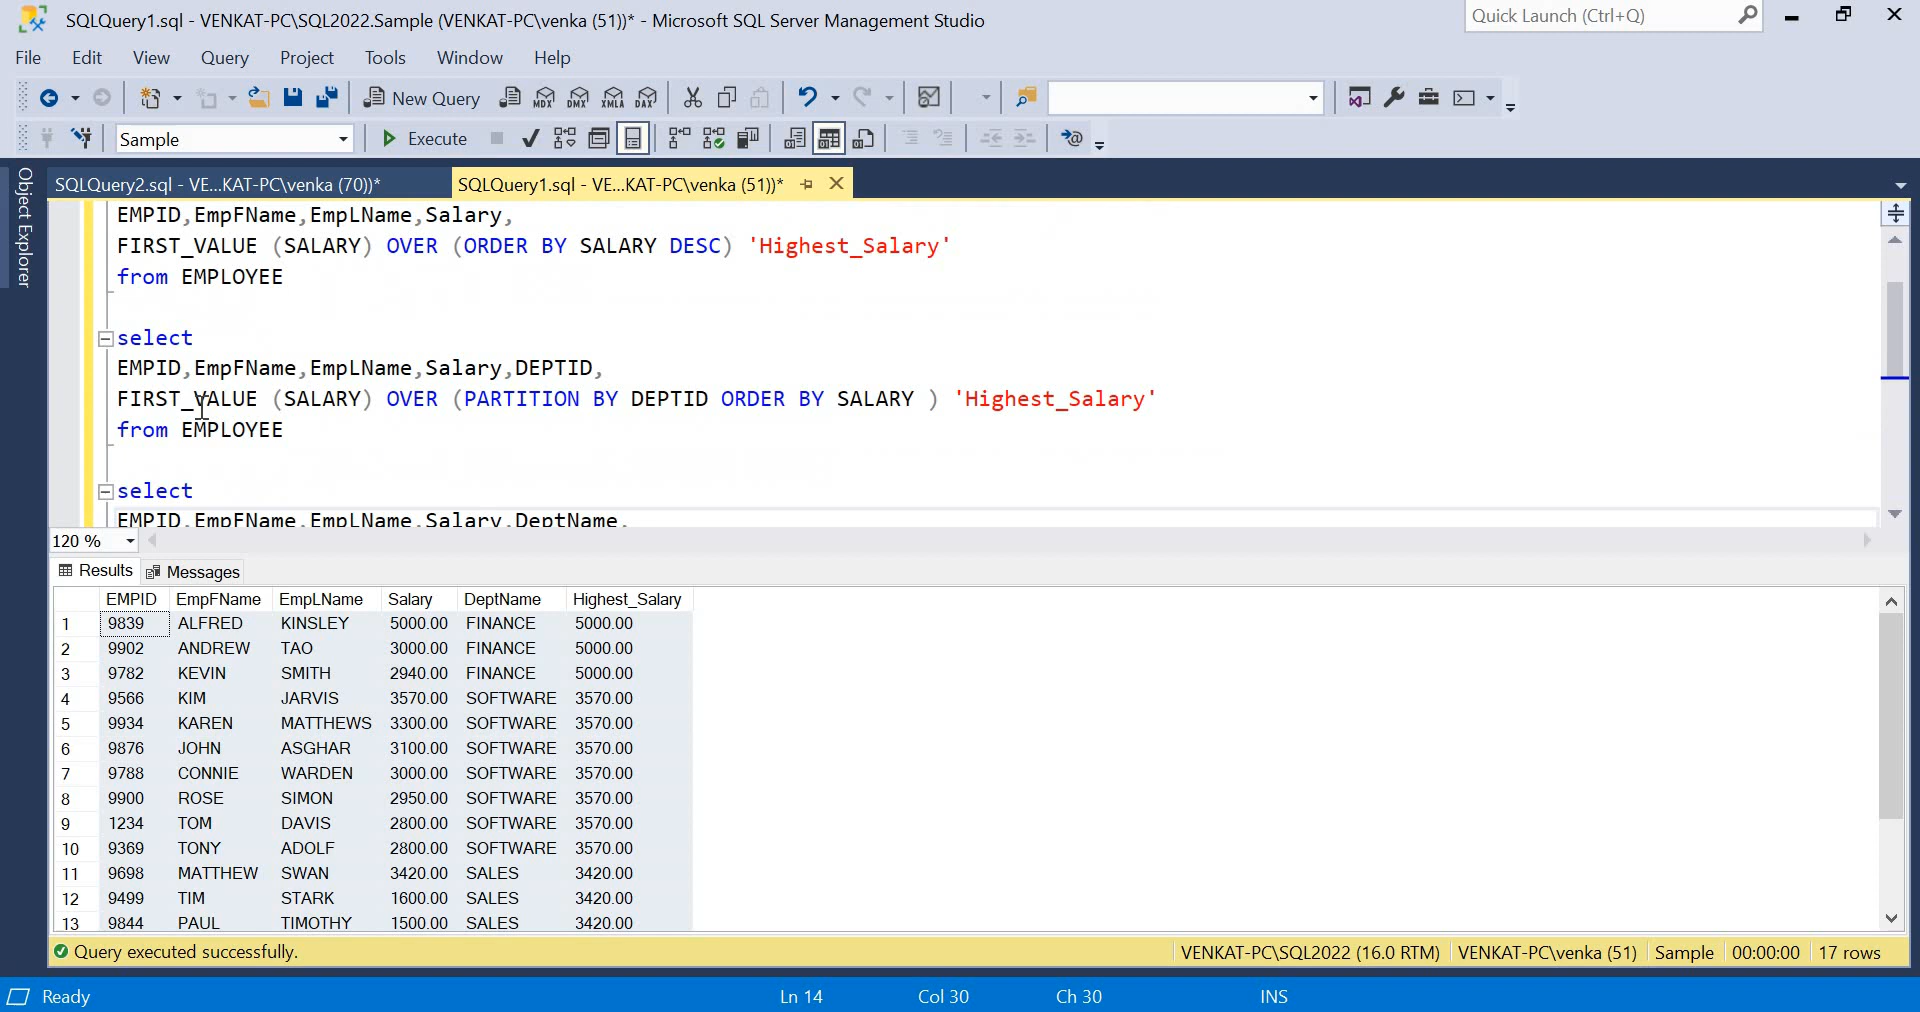 SQLQuery1.sql - VENKAT-PC\SQL2022.Sample (VENKAT-PC\venka (51))* - Microsoft SQL Server Management Studio
Quick Launch (Ctrl+Q)
File Edit View Query Project Tools Window Help
New Query MDX DMX XMLA DAX
Sample Execute
Object Explorer
SQLQuery2.sql - VE...KAT-PC\venka (70))* SQLQuery1.sql - VE...KAT-PC\venka (51))*
EMPID,EmpFName,EmpLName,Salary,
FIRST_VALUE (SALARY) OVER (ORDER BY SALARY DESC) 'Highest_Salary'
from EMPLOYEE
select
EMPID,EmpFName,EmpLName,Salary,DEPTID,
FIRST_VALUE (SALARY) OVER (PARTITION BY DEPTID ORDER BY SALARY ) 'Highest_Salary'
from EMPLOYEE
select
EMPID,EmpFName,EmpLName,Salary,DeptName,
120 %
Results Messages
EMPID EmpFName EmpLName Salary DeptName Highest_Salary
1 9839 ALFRED KINSLEY 5000.00 FINANCE 5000.00
2 9902 ANDREW TAO 3000.00 FINANCE 5000.00
3 9782 KEVIN SMITH 2940.00 FINANCE 5000.00
4 9566 KIM JARVIS 3570.00 SOFTWARE 3570.00
5 9934 KAREN MATTHEWS 3300.00 SOFTWARE 3570.00
6 9876 JOHN ASGHAR 3100.00 SOFTWARE 3570.00
7 9788 CONNIE WARDEN 3000.00 SOFTWARE 3570.00
8 9900 ROSE SIMON 2950.00 SOFTWARE 3570.00
9 1234 TOM DAVIS 2800.00 SOFTWARE 3570.00
10 9369 TONY ADOLF 2800.00 SOFTWARE 3570.00
11 9698 MATTHEW SWAN 3420.00 SALES 3420.00
12 9499 TIM STARK 1600.00 SALES 3420.00
13 9844 PAUL TIMOTHY 1500.00 SALES 3420.00
Query executed successfully. VENKAT-PC\SQL2022 (16.0 RTM) VENKAT-PC\venka (51) Sample 00:00:00 17 rows
Ready Ln 14 Col 30 Ch 30 INS